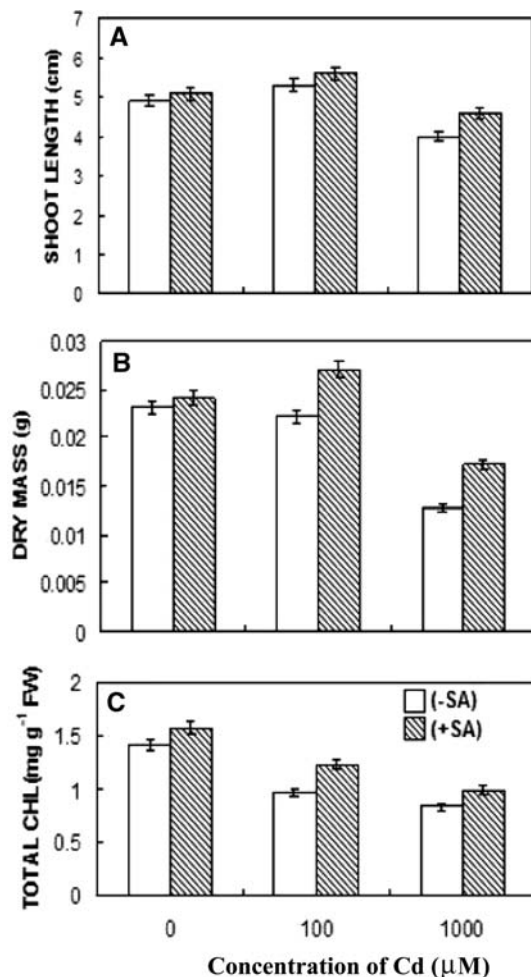 A
SHOOT LENGTH (cm)
7
6
5
4
3
2
1
0
B
DRY MASS (g)
0.03
0.025
0.02
0.015
0.01
0.005
0
C
TOTAL CHL(mg g⁻¹ FW)
2
1.5
1
0.5
0
(-SA)
(+SA)
0 100 1000
Concentration of Cd (μM)